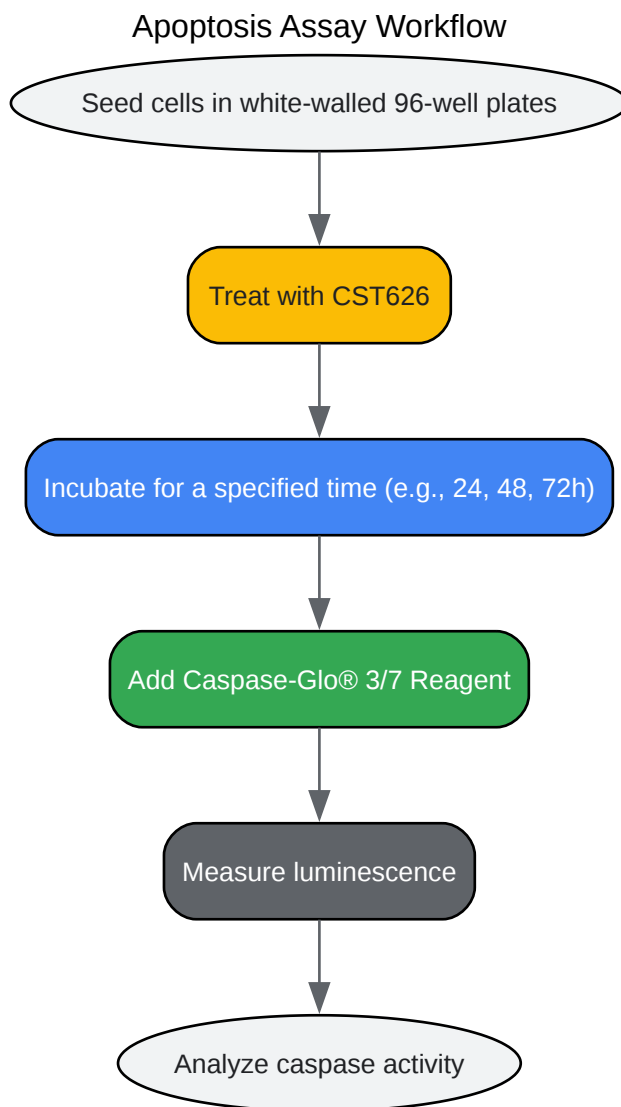 Apoptosis Assay Workflow
Seed cells in white-walled 96-well plates
Treat with CST626
Incubate for a specified time (e.g., 24, 48, 72h)
Add Caspase-Glo® 3/7 Reagent
Measure luminescence
Analyze caspase activity